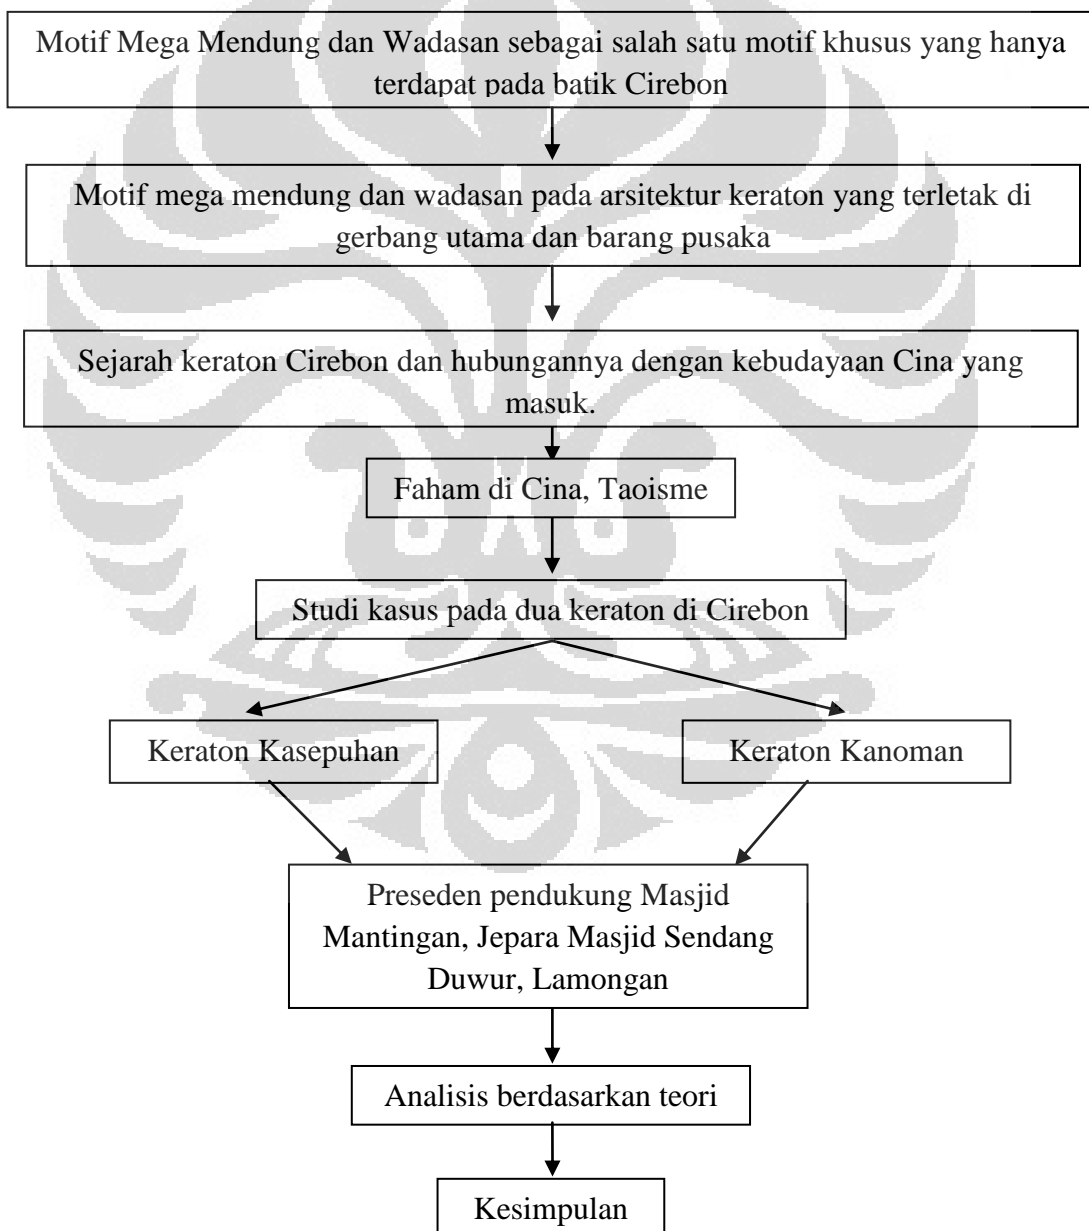 Motif Mega Mendung dan Wadasan sebagai salah satu motif khusus yang hanya
terdapat pada batik Cirebon
Motif mega mendung dan wadasan pada arsitektur keraton yang terletak di
gerbang utama dan barang pusaka
Sejarah keraton Cirebon dan hubungannya dengan kebudayaan Cina yang
masuk.
Faham di Cina, Taoisme
Studi kasus pada dua keraton di Cirebon
Keraton Kasepuhan
Keraton Kanoman
Preseden pendukung Masjid
Mantingan, Jepara Masjid Sendang
Duwur, Lamongan
Analisis berdasarkan teori
Kesimpulan